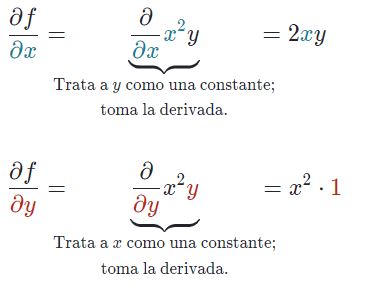 ∂f/∂x = ∂/∂x x²y = 2xy
Trata a y como una constante;
toma la derivada.
∂f/∂y = ∂/∂y x²y = x² · 1
Trata a x como una constante;
toma la derivada.